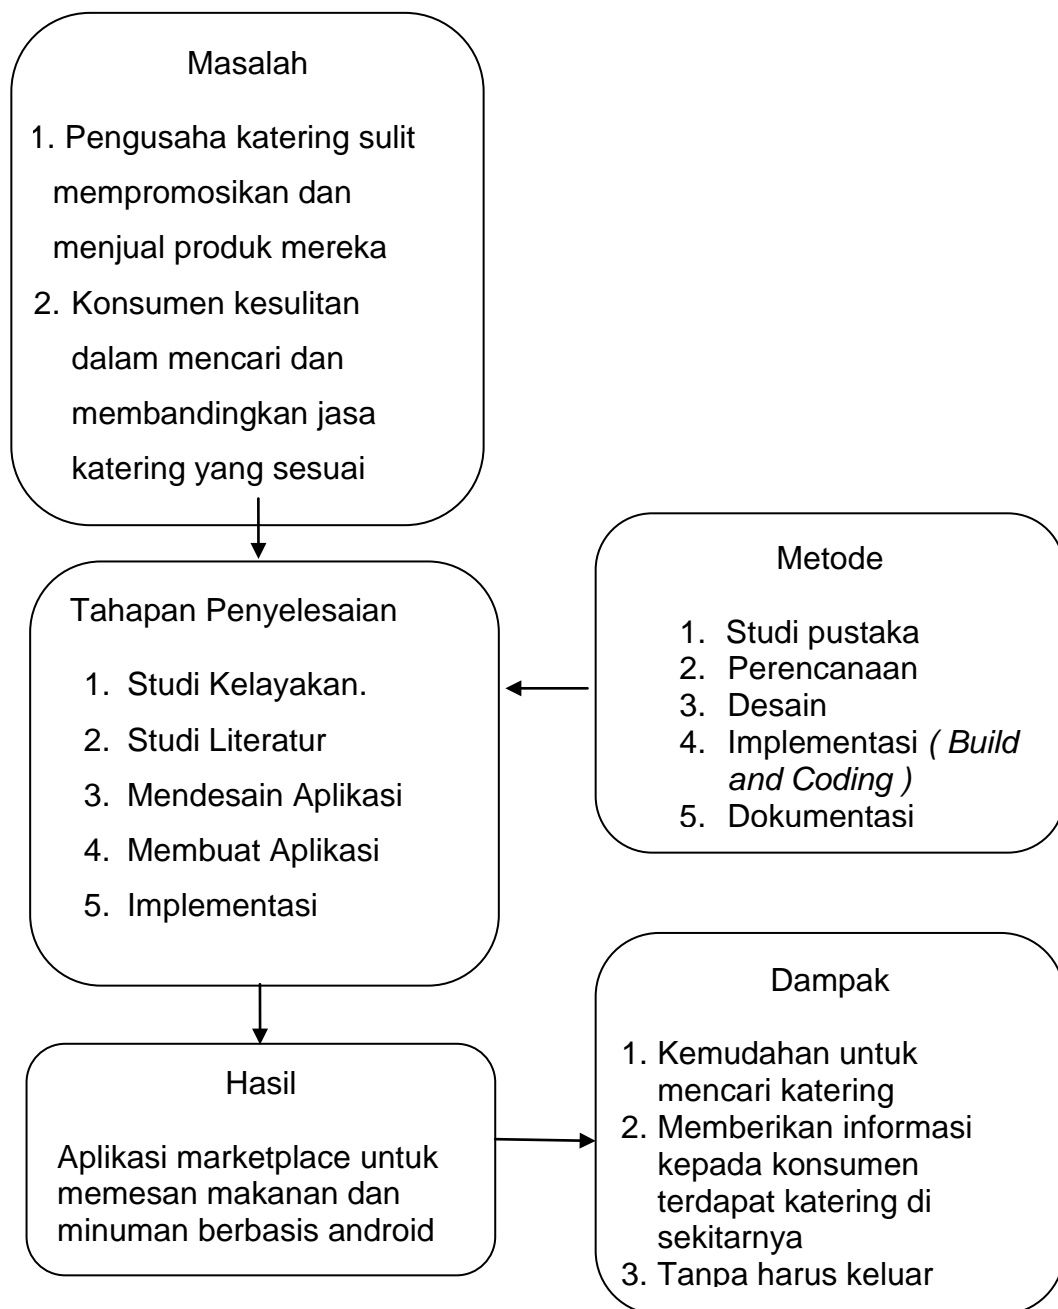 Masalah
1. Pengusaha katering sulit
mempromosikan dan
menjual produk mereka
2. Konsumen kesulitan
dalam mencari dan
membandingkan jasa
katering yang sesuai
Tahapan Penyelesaian
1. Studi Kelayakan.
2. Studi Literatur
3. Mendesain Aplikasi
4. Membuat Aplikasi
5. Implementasi
Metode
1. Studi pustaka
2. Perencanaan
3. Desain
4. Implementasi ( Build
and Coding )
5. Dokumentasi
Hasil
Aplikasi marketplace untuk
memesan makanan dan
minuman berbasis android
Dampak
1. Kemudahan untuk
mencari katering
2. Memberikan informasi
kepada konsumen
terdapat katering di
sekitarnya
3. Tanpa harus keluar